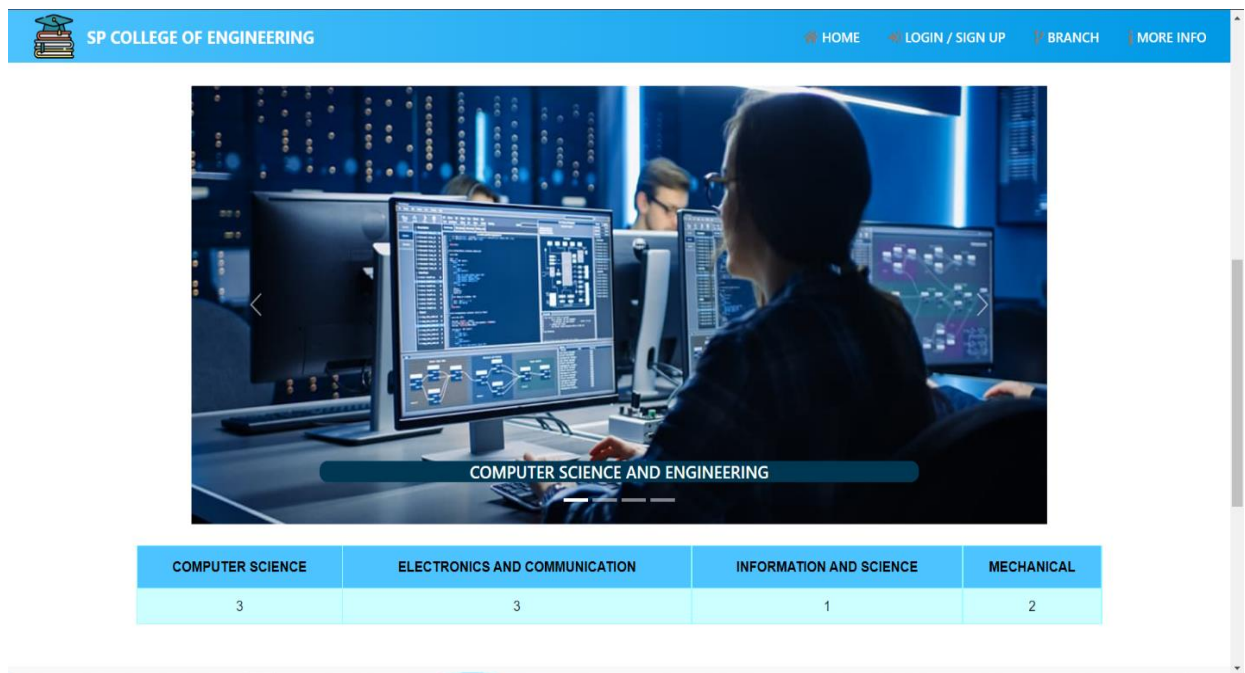 SP COLLEGE OF ENGINEERING
HOME LOGIN / SIGN UP BRANCH MORE INFO
COMPUTER SCIENCE AND ENGINEERING
COMPUTER SCIENCE ELECTRONICS AND COMMUNICATION INFORMATION AND SCIENCE MECHANICAL
3 3 1 2